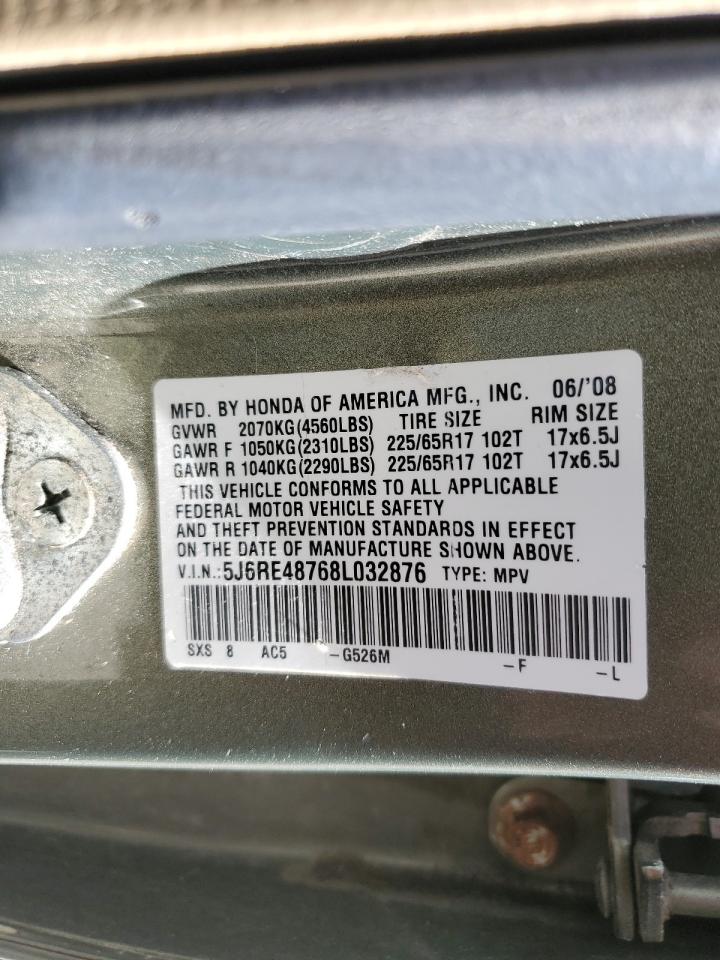 MFD. BY HONDA OF AMERICA MFG., INC. 06/'08
GVWR 2070KG(4560LBS) TIRE SIZE RIM SIZE
GAWR F 1050KG(2310LBS) 225/65R17 102T 17x6.5J
GAWR R 1040KG(2290LBS) 225/65R17 102T 17x6.5J
THIS VEHICLE CONFORMS TO ALL APPLICABLE
FEDERAL MOTOR VEHICLE SAFETY
AND THEFT PREVENTION STANDARDS IN EFFECT
ON THE DATE OF MANUFACTURE SHOWN ABOVE.
V.I.N.:5J6RE48768L032876 TYPE: MPV
SXS 8 AC5 -G526M -F -L